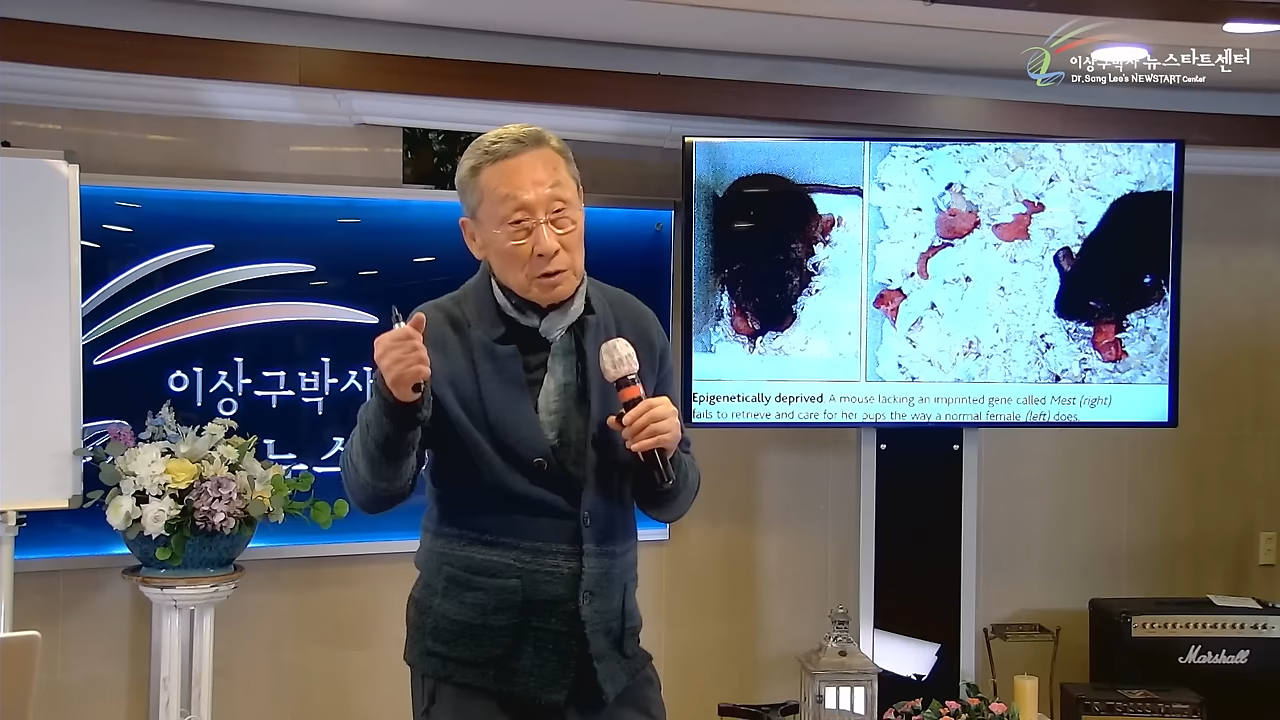 이상구박사 뉴스타트센터
Dr.Sang Lee's NEWSTART Center
이상구박사
뉴스
Epigenetically deprived. A mouse lacking an imprinted gene called Mest (right)
fails to retrieve and care for her pups the way a normal female (left) does.
Marshall